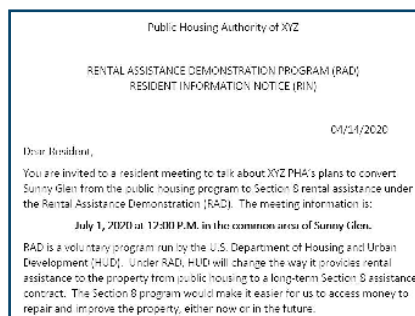 Public Housing Authority of XYZ
RENTAL ASSISTANCE DEMONSTRATION PROGRAM (RAD)
RESIDENT INFORMATION NOTICE (RIN)
04/14/2020
Dear Resident,
You are invited to a resident meeting to talk about XYZ PHA's plans to convert
Sunny Glen from the public housing program to Section 8 rental assistance under
the Rental Assistance Demonstration (RAD). The meeting information is:
July 1, 2020 at 12:00 P.M. in the common area of Sunny Glen.
RAD is a voluntary program run by the U.S. Department of Housing and Urban
Development (HUD). Under RAD, HUD will change the way it provides rental
assistance to the property from public housing to a long-term Section 8 assistance
contract. The Section 8 program would make it easier for us to access money to
repair and improve the property, either now or in the future.